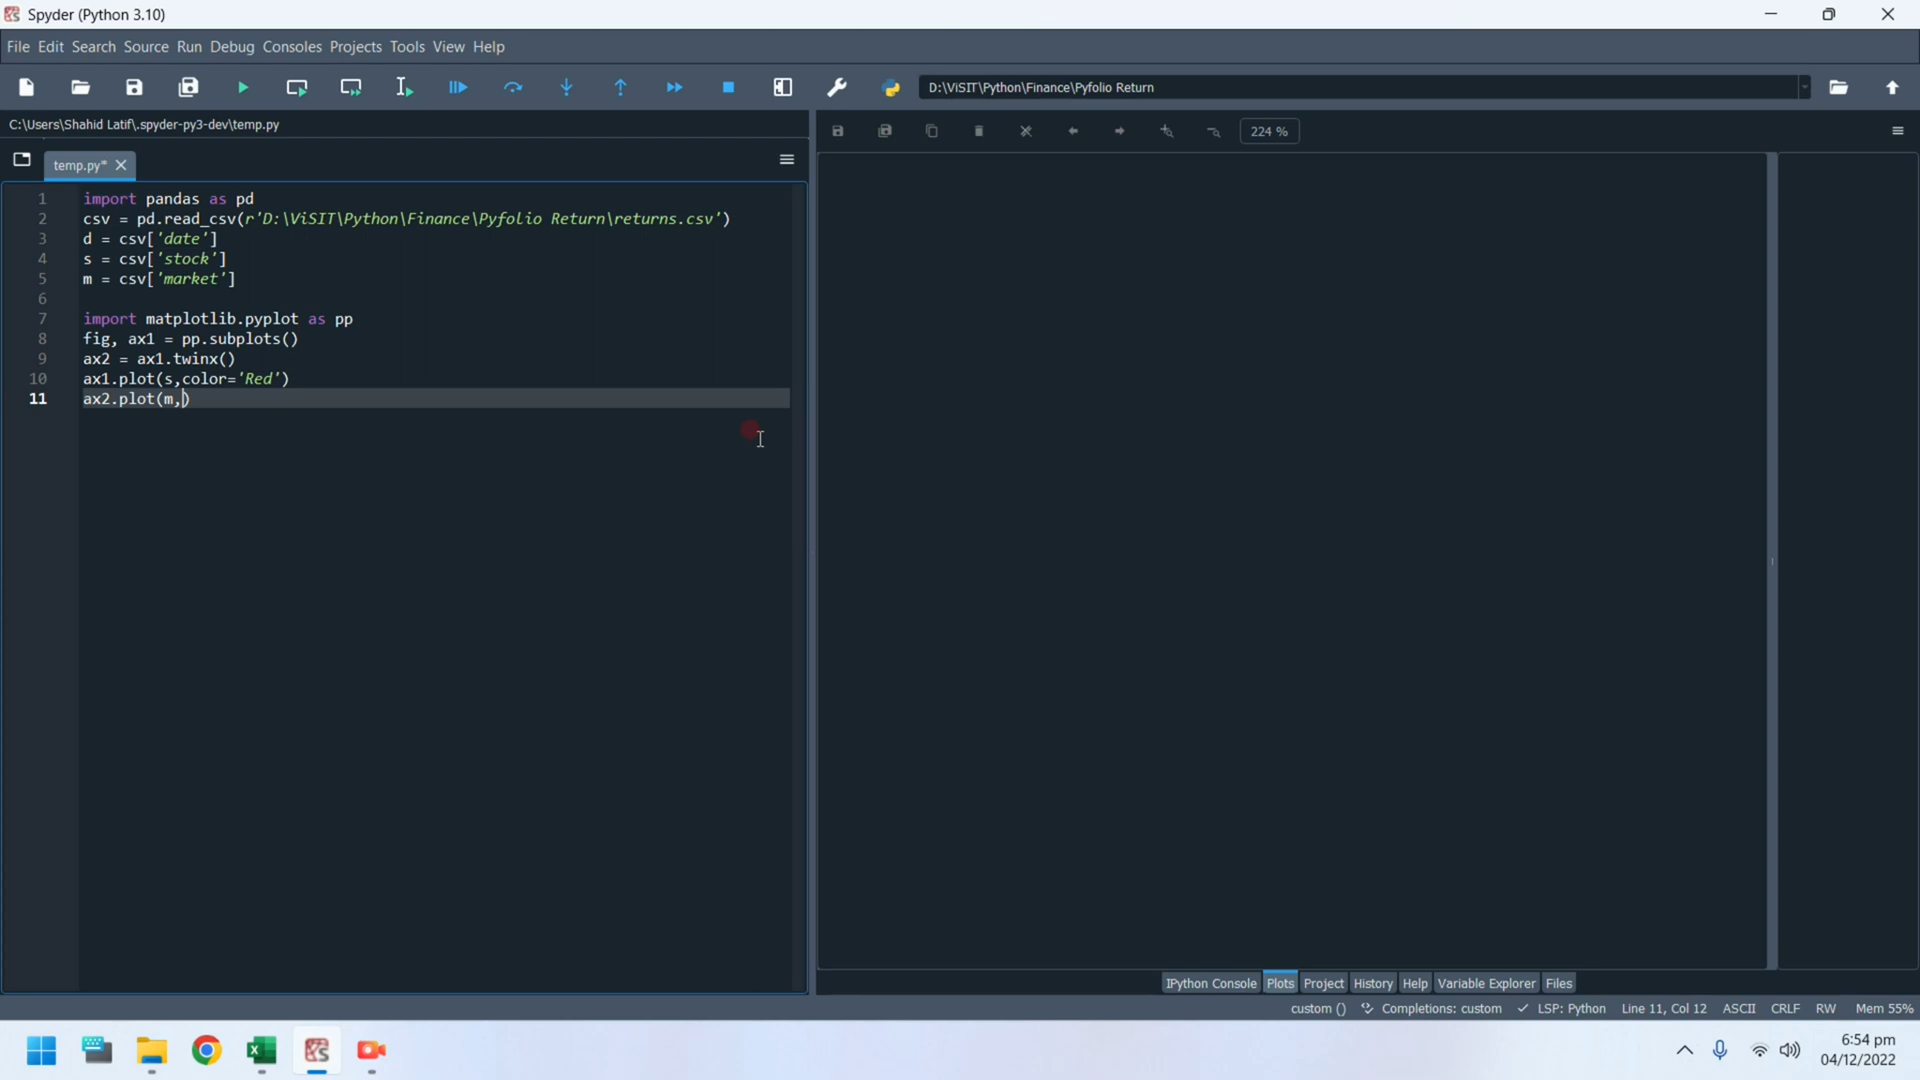 Spyder (Python 3.10)
File Edit Search Source Run Debug Consoles Projects Tools View Help
D:\ViSIT\Python\Finance\Pyfolio Return
C:\Users\Shahid Latif\.spyder-py3-dev\temp.py
224 %
temp.py*
1 import pandas as pd
2 csv = pd.read_csv(r'D:\ViSIT\Python\Finance\Pyfolio Return\returns.csv')
3 d = csv['date']
4 s = csv['stock']
5 m = csv['market']
6
7 import matplotlib.pyplot as pp
8 fig, ax1 = pp.subplots()
9 ax2 = ax1.twinx()
10 ax1.plot(s,color='Red')
11 ax2.plot(m,)
IPython Console Plots Project History Help Variable Explorer Files
custom () Completions: custom LSP: Python Line 11, Col 12 ASCII CRLF RW Mem 55%
6:54 pm
04/12/2022